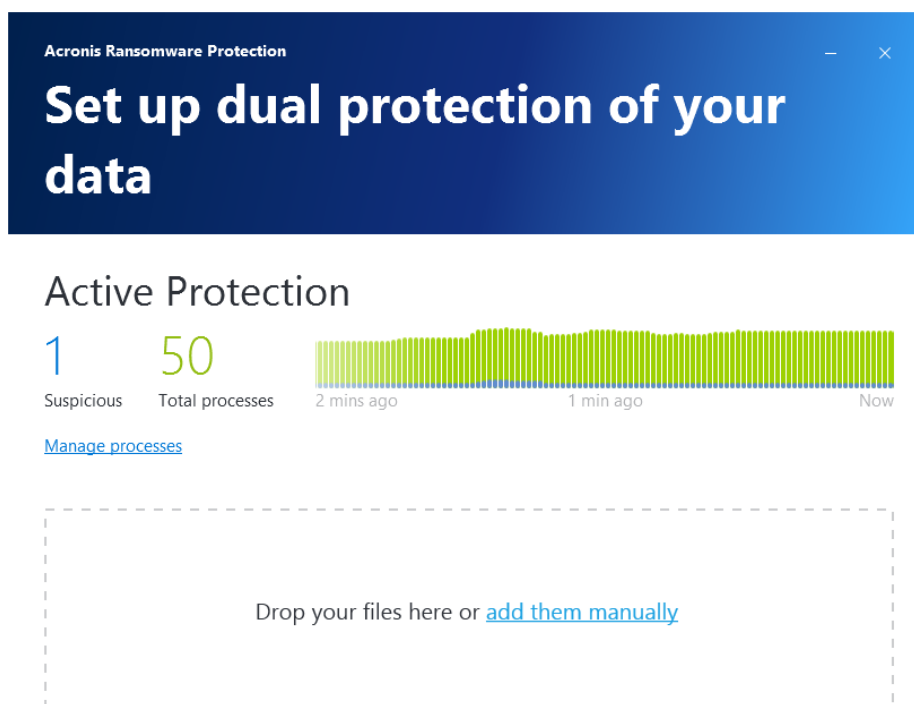 Acronis Ransomware Protection
Set up dual protection of your
data
Active Protection
1 50
Suspicious Total processes
2 mins ago 1 min ago Now
Manage processes
Drop your files here or add them manually